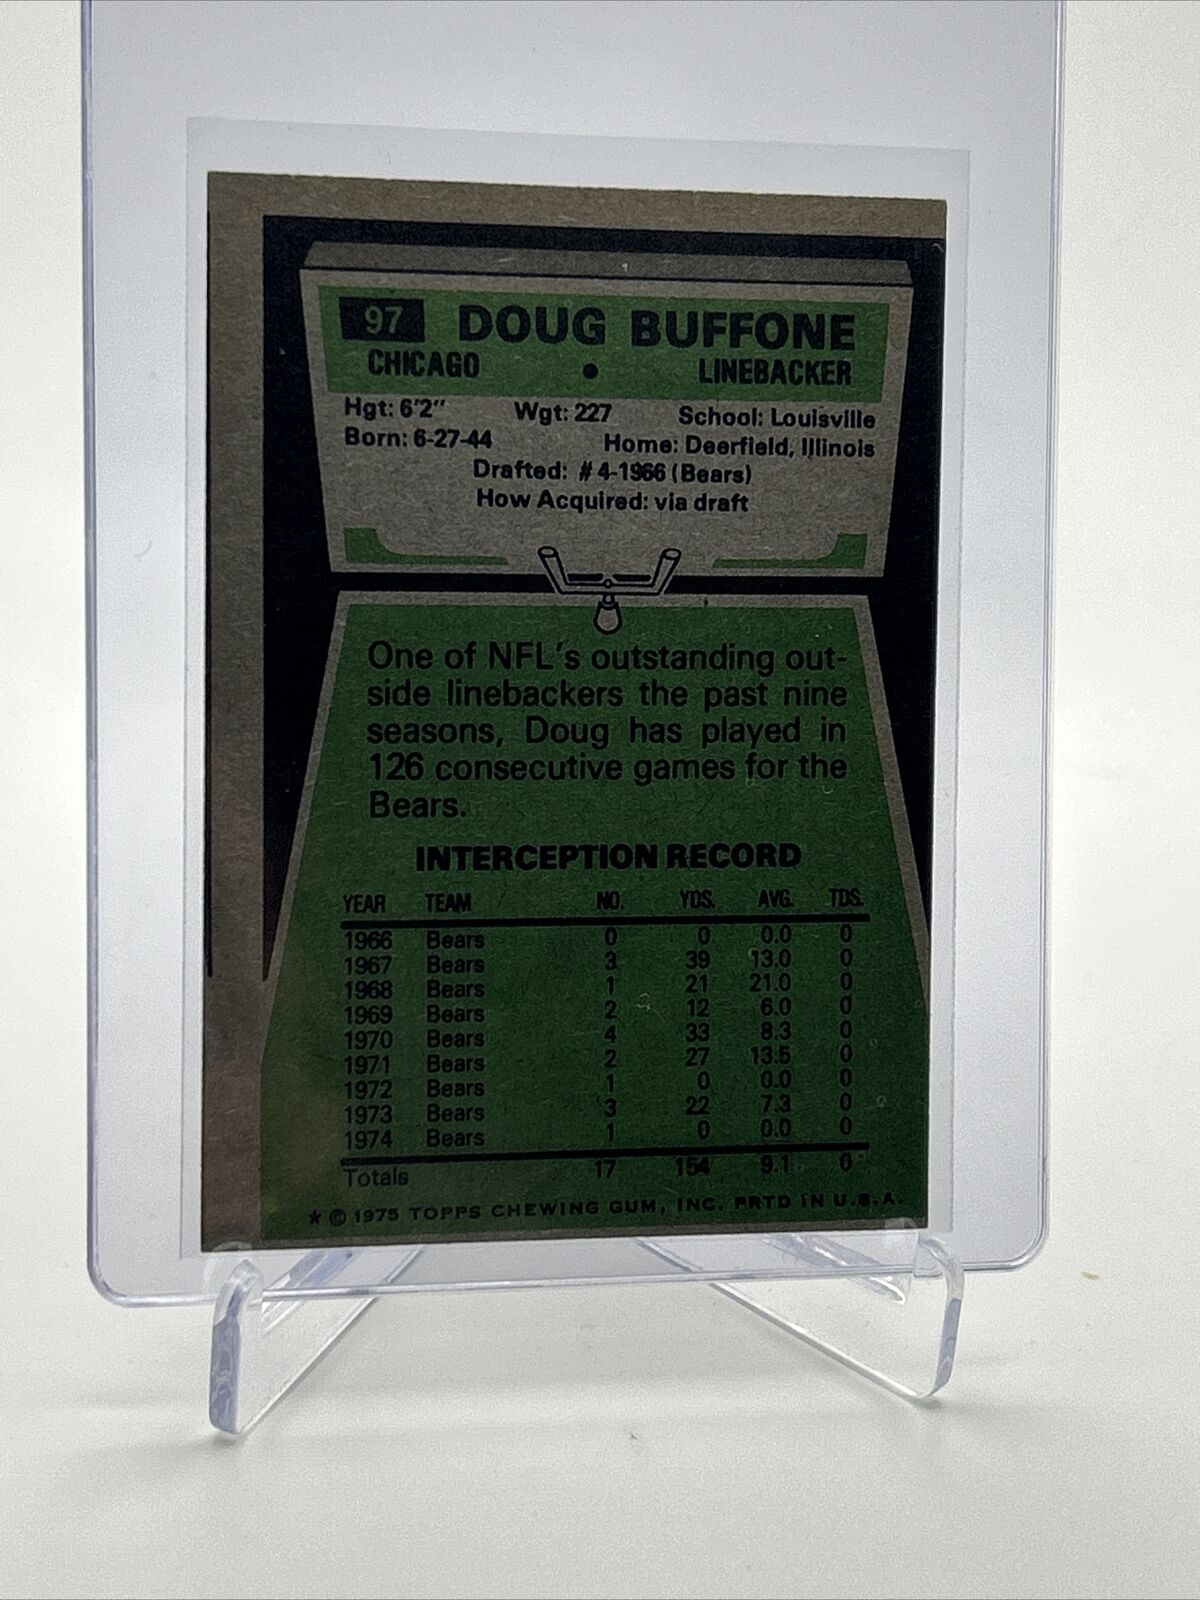 97 DOUG BUFFONE
CHICAGO • LINEBACKER
Hgt: 6'2" Wgt: 227 School: Louisville
Born: 6-27-44 Home: Deerfield, Illinois
Drafted: #4-1966 (Bears)
How Acquired: via draft
One of NFL's outstanding out-
side linebackers the past nine
seasons, Doug has played in
126 consecutive games for the
Bears.
INTERCEPTION RECORD
YEAR TEAM NO. YDS. AVG. TDS.
1966 Bears 0 0 0.0 0
1967 Bears 3 39 13.0 0
1968 Bears 1 21 21.0 0
1969 Bears 2 12 6.0 0
1970 Bears 4 33 8.3 0
1971 Bears 2 27 13.5 0
1972 Bears 1 0 0.0 0
1973 Bears 3 22 7.3 0
1974 Bears 1 0 0.0 0
Totals 17 154 9.1 0
★ © 1975 TOPPS CHEWING GUM, INC. PRTD IN U.S.A.